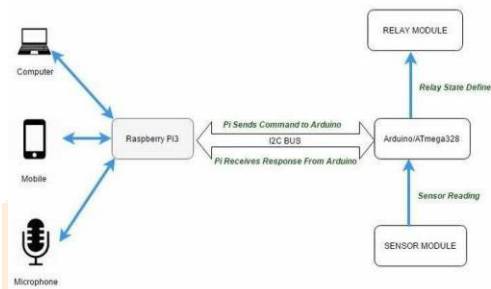 RELAY MODULE
Computer
Relay State Define
Pi Sends Command to Arduino
Raspberry Pi3
I2C BUS
Arduino/ATmega328
Pi Receives Response From Arduino
Mobile
Sensor Reading
SENSOR MODULE
Microphone